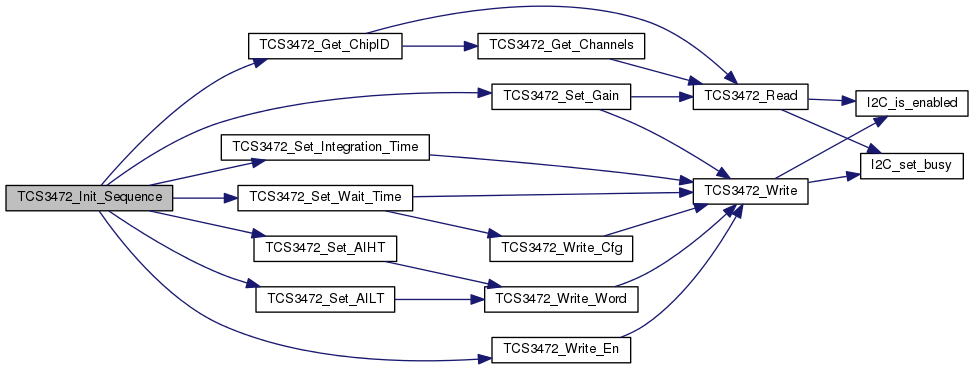 TCS3472_Init_Sequence
TCS3472_Get_ChipID
TCS3472_Get_Channels
TCS3472_Set_Gain
TCS3472_Read
I2C_is_enabled
TCS3472_Set_Integration_Time
I2C_set_busy
TCS3472_Set_Wait_Time
TCS3472_Write
TCS3472_Set_AIHT
TCS3472_Write_Cfg
TCS3472_Set_AILT
TCS3472_Write_Word
TCS3472_Write_En